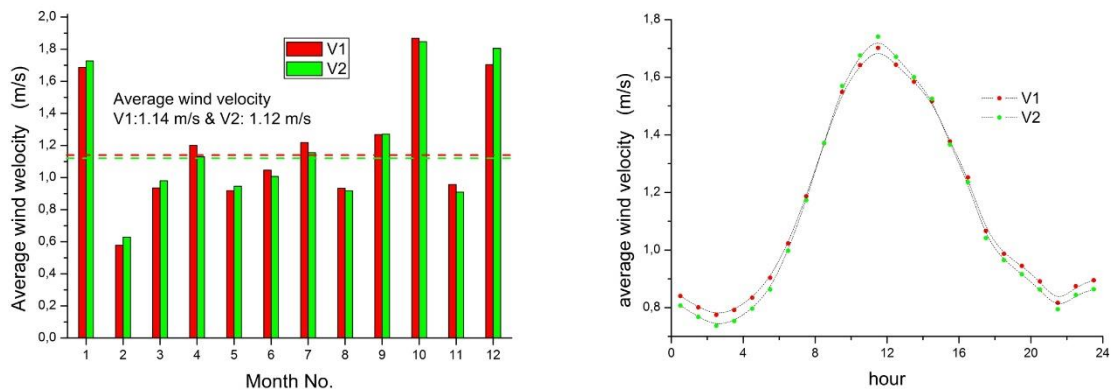 Average wind welocity (m/s)
2,0
1,8
1,6
1,4
1,2
1,0
0,8
0,6
0,4
0,2
0,0
V1
V2
Average wind velocity
V1:1.14 m/s & V2: 1.12 m/s
1 2 3 4 5 6 7 8 9 10 11 12
Month No.
average wind velocity (m/s)
1,8
1,6
1,4
1,2
1,0
0,8
V1
V2
0 4 8 12 16 20 24
hour